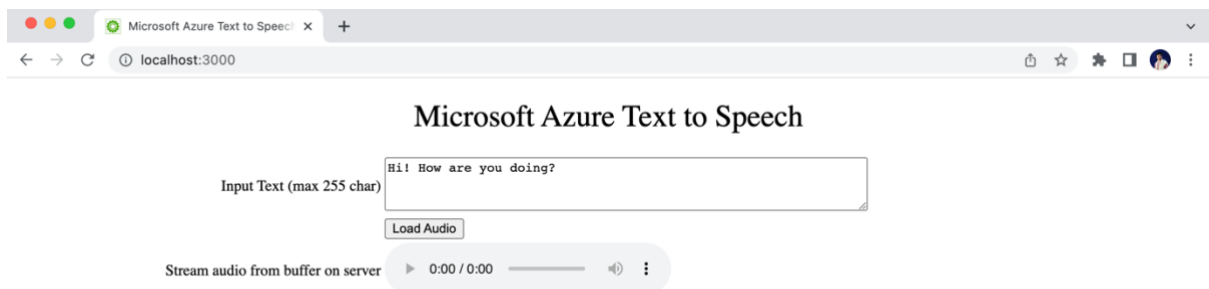 Microsoft Azure Text to Speech
localhost:3000
Microsoft Azure Text to Speech
Input Text (max 255 char)
Hi! How are you doing?
Load Audio
Stream audio from buffer on server
0:00 / 0:00